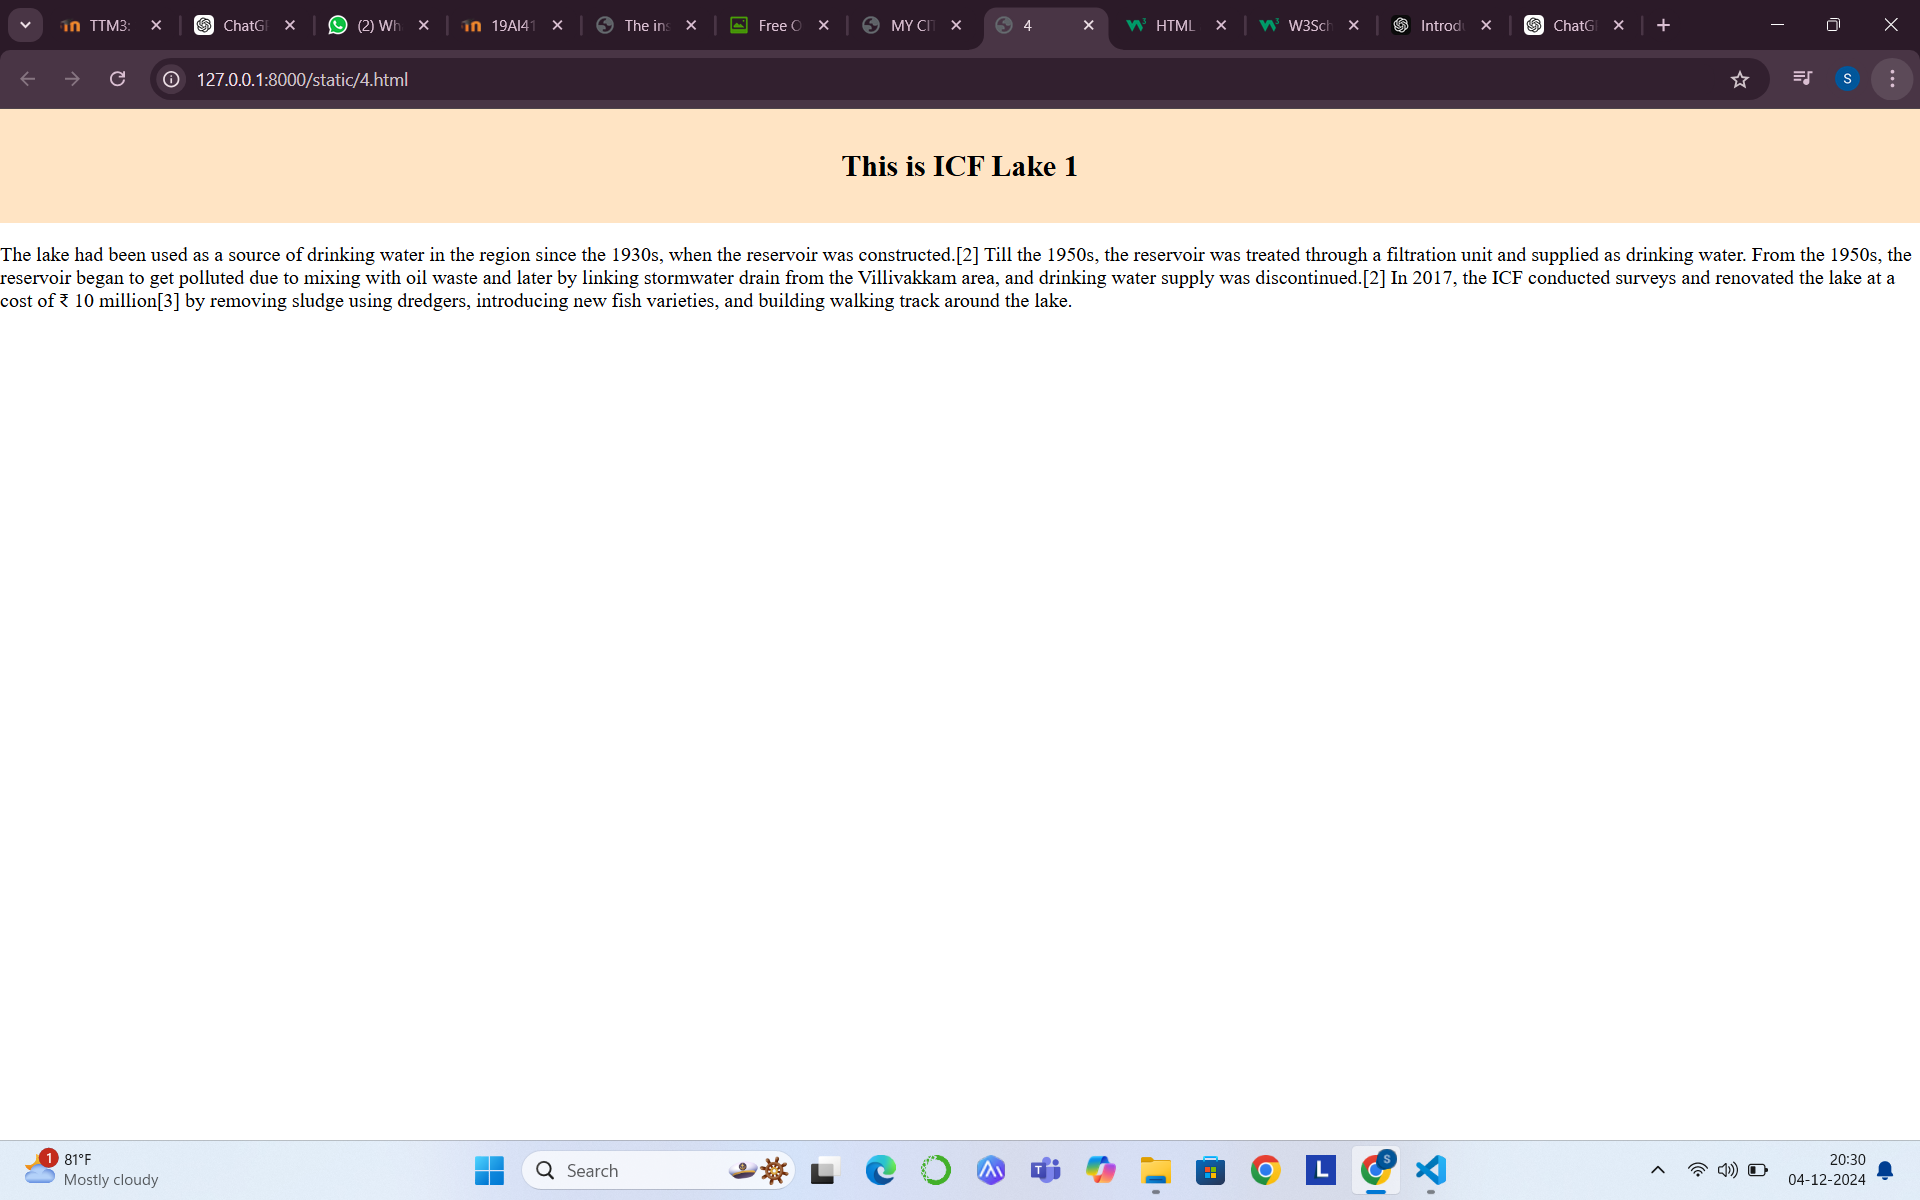 TTM3:
ChatG
(2) Wh
19AI41
The ins
Free O
MY CI
4
HTML
W3Sch
Introd
ChatG
127.0.0.1:8000/static/4.html
S
This is ICF Lake 1
The lake had been used as a source of drinking water in the region since the 1930s, when the reservoir was constructed.[2] Till the 1950s, the reservoir was treated through a filtration unit and supplied as drinking water. From the 1950s, the
reservoir began to get polluted due to mixing with oil waste and later by linking stormwater drain from the Villivakkam area, and drinking water supply was discontinued.[2] In 2017, the ICF conducted surveys and renovated the lake at a
cost of ₹ 10 million[3] by removing sludge using dredgers, introducing new fish varieties, and building walking track around the lake.
1
81°F
Mostly cloudy
Search
L
S
20:30
04-12-2024